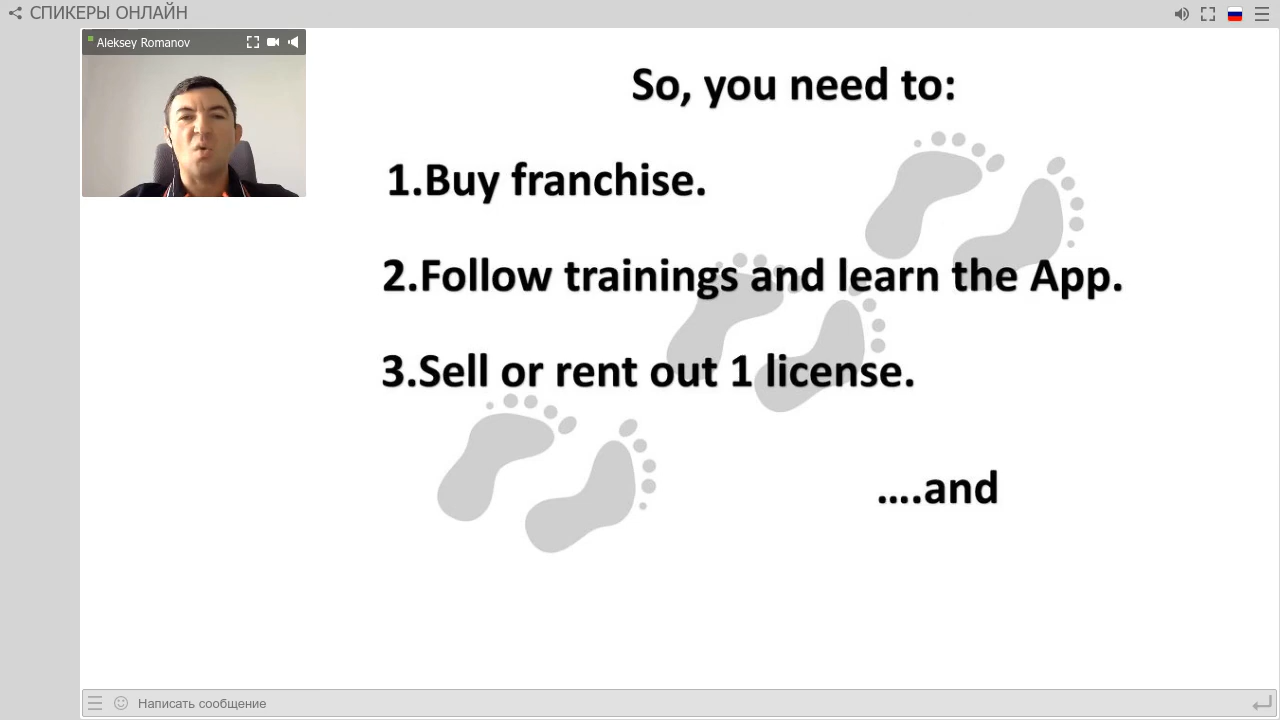 СПИКЕРЫ ОНЛАЙН
Aleksey Romanov
So, you need to:
1.Buy franchise.
2.Follow trainings and learn the App.
3.Sell or rent out 1 license.
....and
Написать сообщение